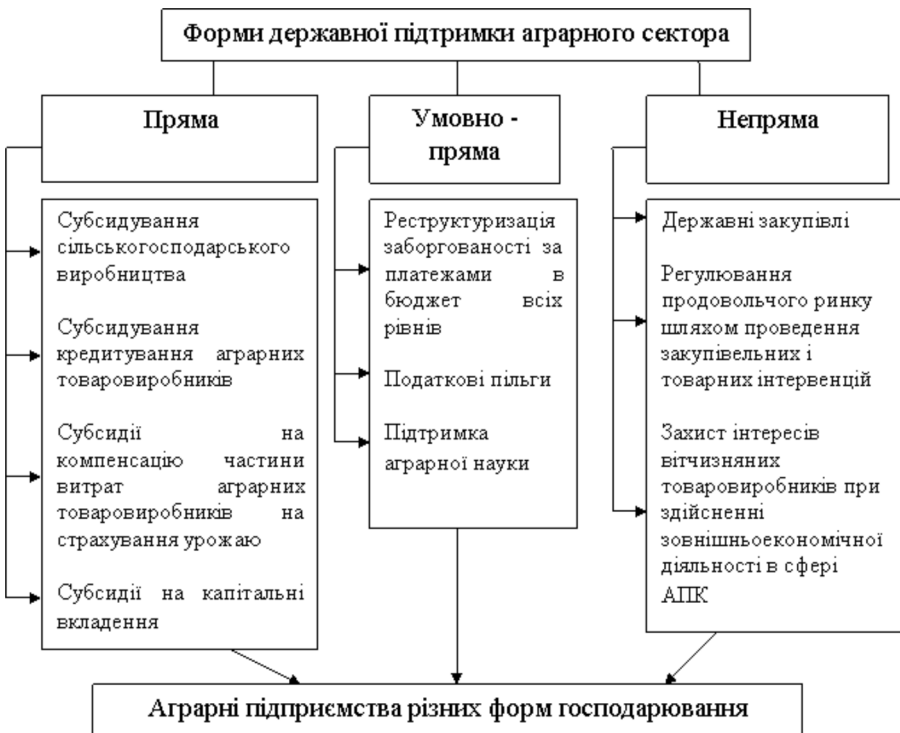 Форми державної підтримки аграрного сектора
Пряма
Субсидування
сільськогосподарського
виробництва
Субсидування
кредитування аграрних
товаровиробників
Субсидії на
компенсацію частини
витрат аграрних
товаровиробників на
страхування урожаю
Субсидії на капітальні
вкладення
Умовно -
пряма
Реструктуризація
заборгованості за
платежами в
бюджет всіх
рівнів
Податкові пільги
Підтримка
аграрної науки
Непряма
Державні закупівлі
Регулювання
продовольчого ринку
шляхом проведення
закупівельних і
товарних інтервенцій
Захист інтересів
вітчизняних
товаровиробників при
здійсненні
зовнішньоекономічної
діяльності в сфері
АПК
Аграрні підприємства різних форм господарювання